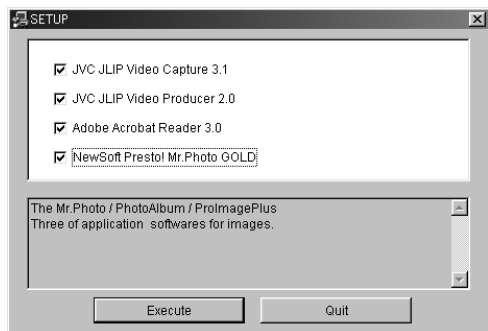 SETUP
JVC JLIP Video Capture 3.1
JVC JLIP Video Producer 2.0
Adobe Acrobat Reader 3.0
NewSoft Presto! Mr.Photo GOLD
The Mr.Photo / PhotoAlbum / ProImagePlus
Three of application softwares for images.
Execute
Quit